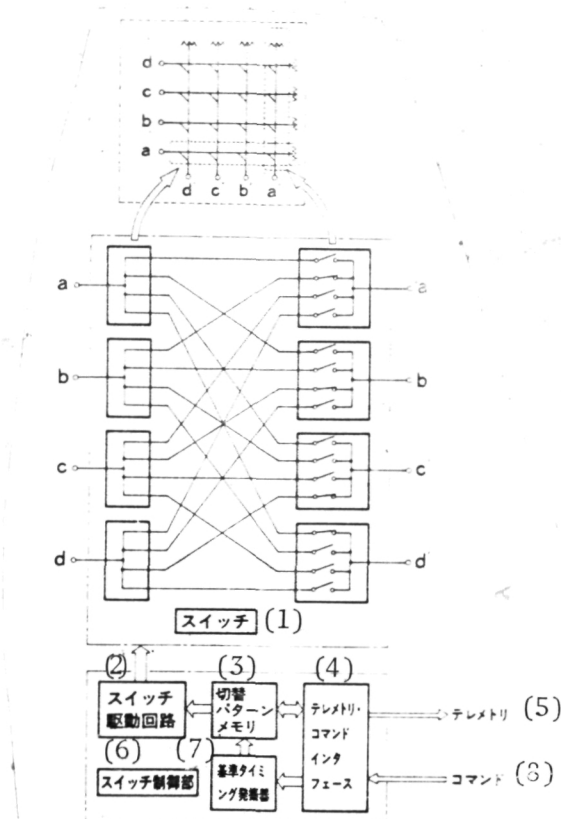 d
c
b
a
d c b a
a a
b b
c c
d d
スイッチ (1)
(2) (3) (4)
スイッチ
駆動回路
切替
パターン
メモリ
テレメトリ・
コマンド
インタ
フェース
テレメトリ (5)
(6) (7)
スイッチ制御部
基準タイミ
ング発振器
コマンド (8)